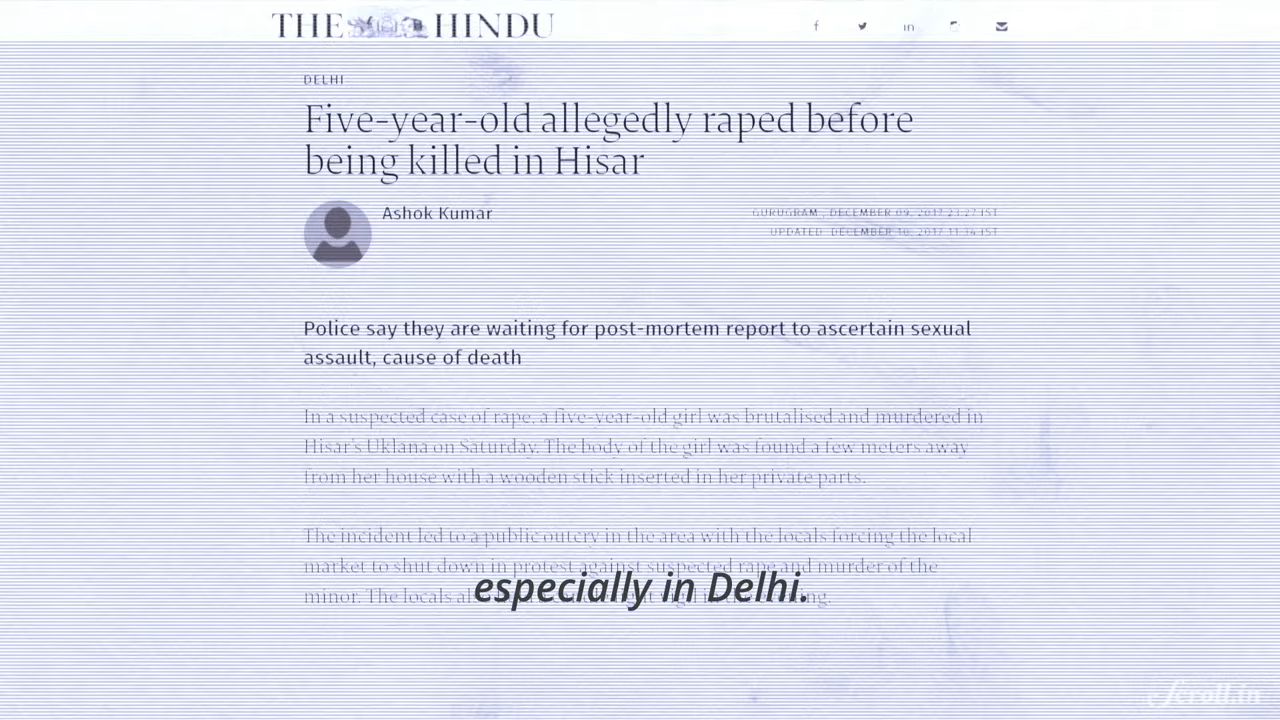 THE HINDU
DELHI
Five-year-old allegedly raped before
being killed in Hisar
Ashok Kumar
GURUGRAM, DECEMBER 09, 2017 23:27 IST
UPDATED: DECEMBER 10, 2017 11:34 IST
Police say they are waiting for post-mortem report to ascertain sexual
assault, cause of death
In a suspected case of rape, a five-year-old girl was brutalised and murdered in
Hisar's Uklana on Saturday. The body of the girl was found a few meters away
from her house with a wooden stick inserted in her private parts.
The incident led to a public outcry in the area with the locals forcing the local
market to shut down in protest against suspected rape and murder of the
minor. The locals
especially in Delhi.
Scroll.in